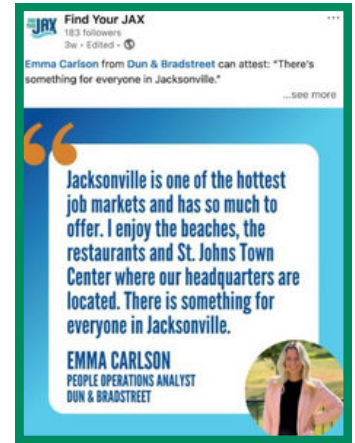 JAX
Find Your JAX
183 followers
3w • Edited •
Emma Carlson from Dun & Bradstreet can attest: "There's
something for everyone in Jacksonville."
...see more
Jacksonville is one of the hottest
job markets and has so much to
offer. I enjoy the beaches, the
restaurants and St. Johns Town
Center where our headquarters are
located. There is something for
everyone in Jacksonville.
EMMA CARLSON
PEOPLE OPERATIONS ANALYST
DUN & BRADSTREET